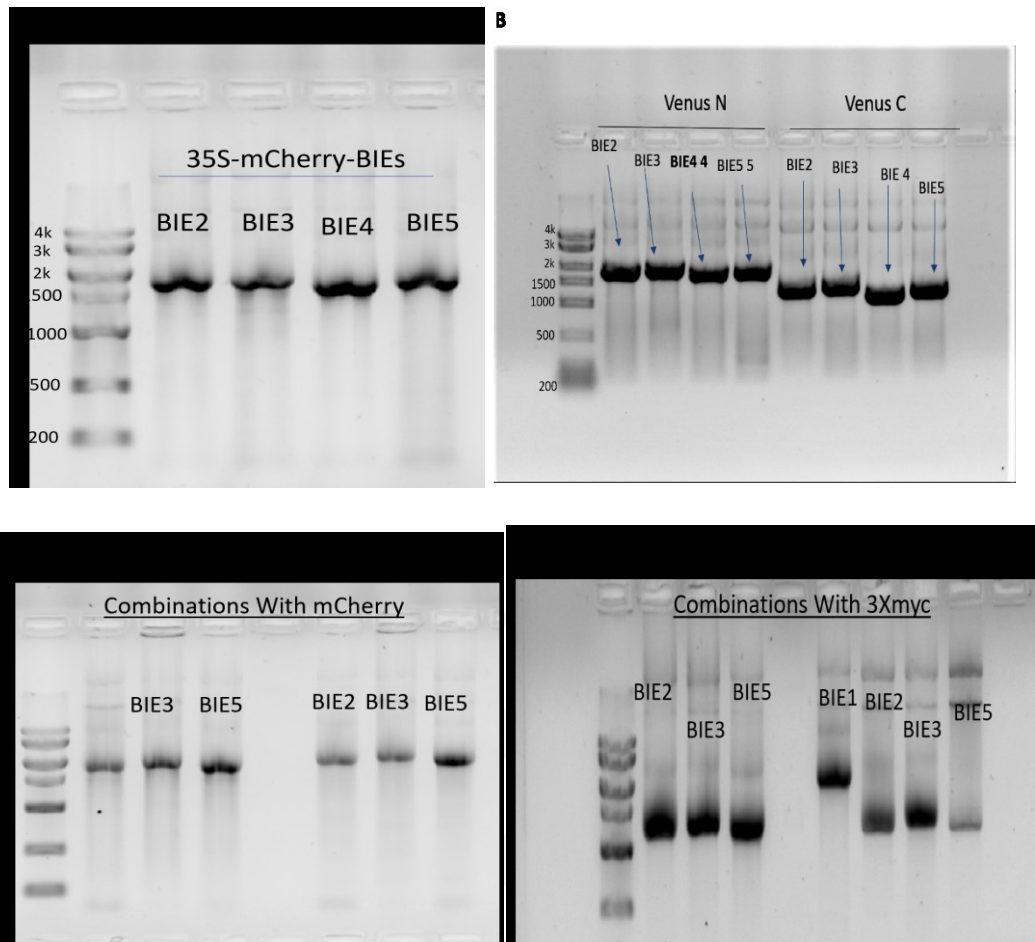 35S-mCherry-BIEs
BIE2 BIE3 BIE4 BIE5
4k
3k
2k
1500
1000
500
200
B
Venus N Venus C
BIE2 BIE3 BIE4 4 BIE5 5 BIE2 BIE3 BIE 4 BIE5
4k
3k
2k
1500
1000
500
200
Combinations With mCherry
BIE3 BIE5 BIE2 BIE3 BIE5
Combinations With 3Xmyc
BIE2 BIE3 BIE5 BIE1 BIE2 BIE3 BIE5